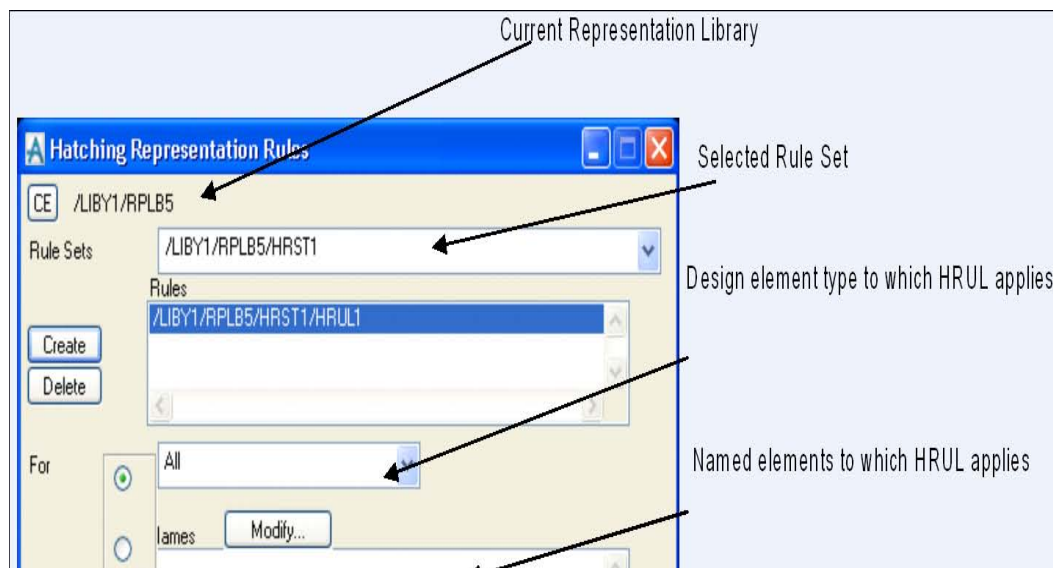 Current Representation Library
Hatching Representation Rules
Selected Rule Set
CE /LIBY1/RPLB5
Rule Sets /LIBY1/RPLB5/HRST1
Design element type to which HRUL applies
Rules
/LIBY1/RPLB5/HRST1/HRUL1
Create
Delete
For All
Named elements to which HRUL applies
lames Modify...